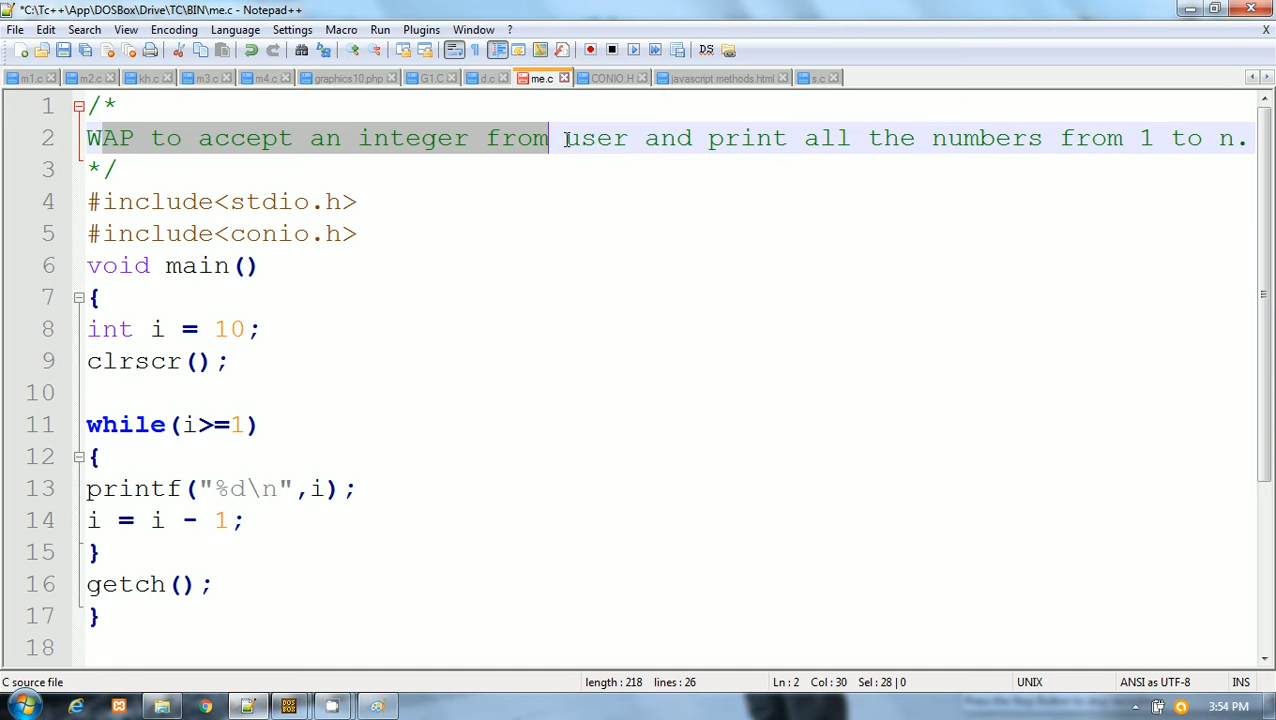 *C:\Tc++\App\DOSBox\Drive\TC\BIN\me.c - Notepad++
File Edit Search View Encoding Language Settings Macro Run Plugins Window ? X
m1.c m2.c kh.c m3.c m4.c graphics10.php G1.C d.c me.c CONIO.H javascript methods.html s.c
1 /*
2 WAP to accept an integer from user and print all the numbers from 1 to n.
3 */
4 #include<stdio.h>
5 #include<conio.h>
6 void main()
7 {
8 int i = 10;
9 clrscr();
10
11 while(i>=1)
12 {
13 printf("%d\n",i);
14 i = i - 1;
15 }
16 getch();
17 }
18
C source file length : 218 lines : 26 Ln : 2 Col : 30 Sel : 28 | 0 UNIX ANSI as UTF-8 INS
DOS BOX 3:54 PM